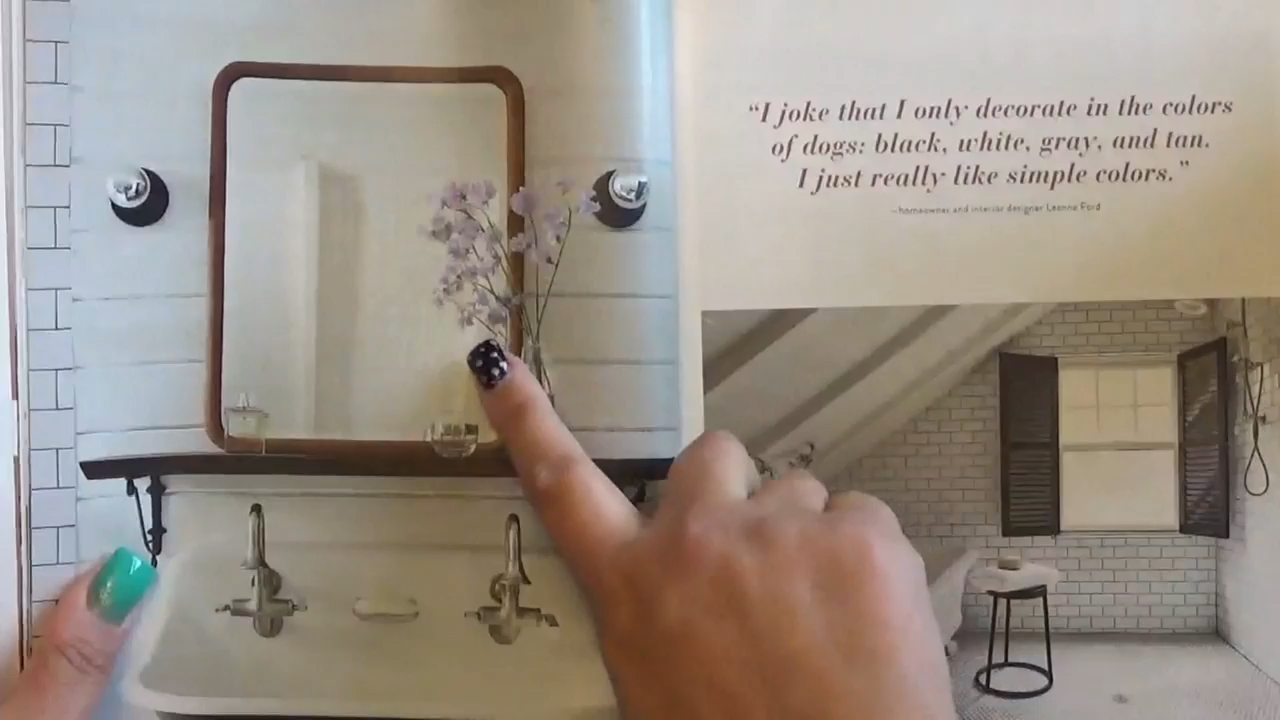 “I joke that I only decorate in the colors
of dogs: black, white, gray, and tan.
I just really like simple colors.”
—homeowner and interior designer Leanne Ford